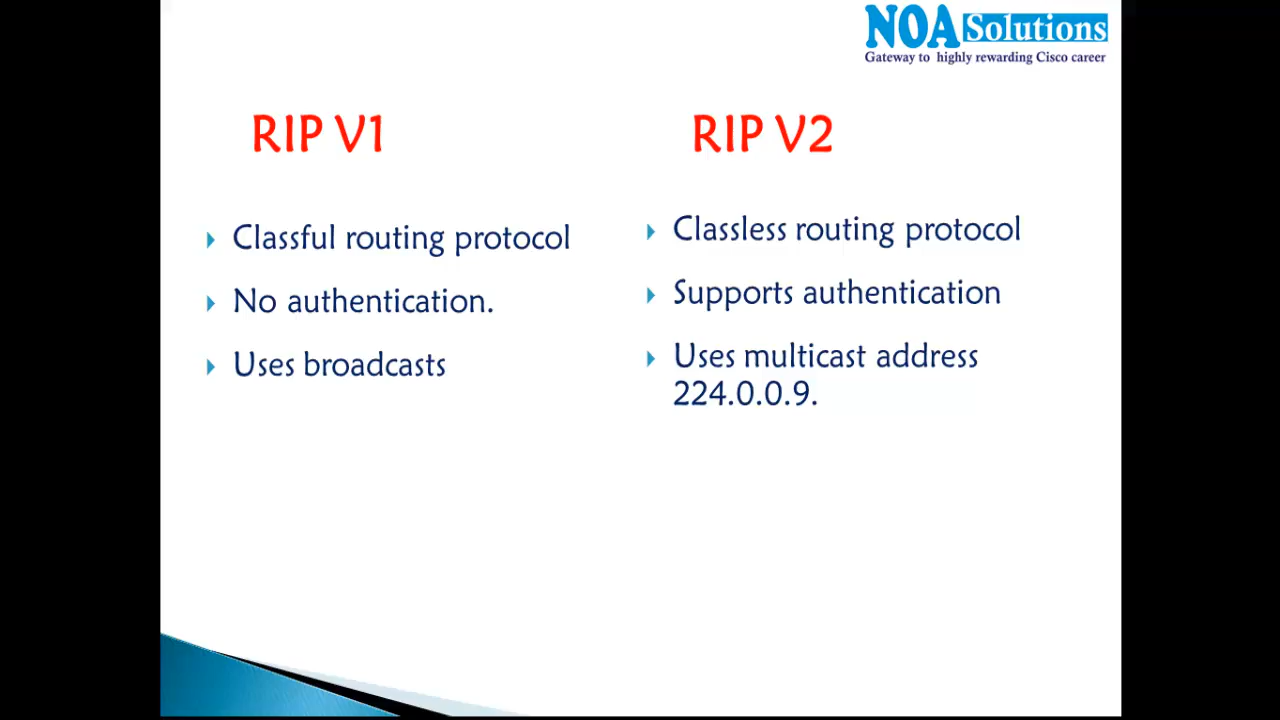 NOA Solutions
Gateway to highly rewarding Cisco career
RIP V1
Classful routing protocol
No authentication.
Uses broadcasts
RIP V2
Classless routing protocol
Supports authentication
Uses multicast address
224.0.0.9.